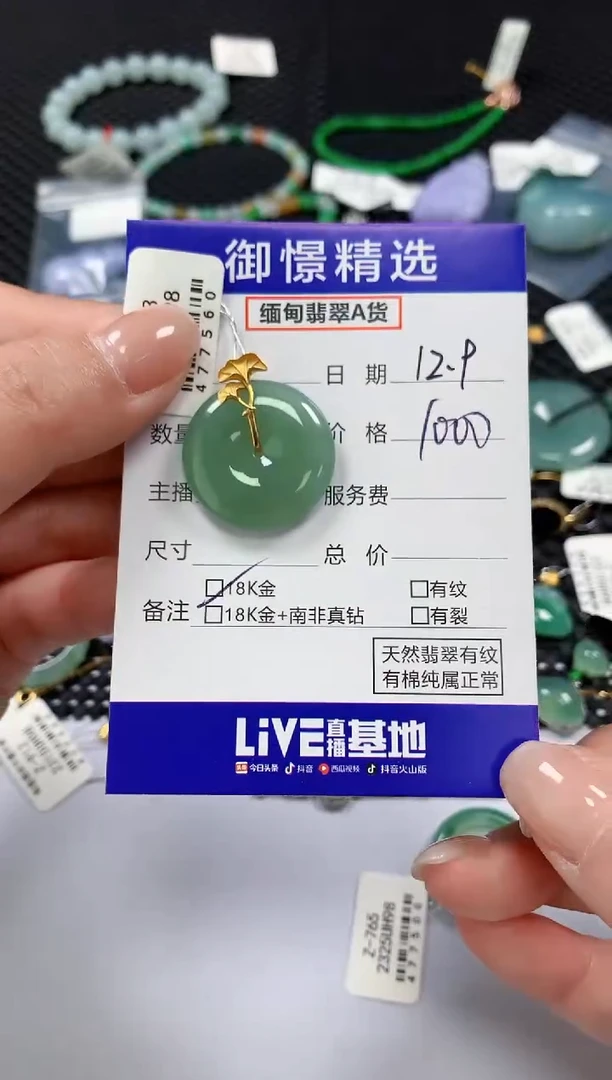 御憬精选
缅甸翡翠A货
477560
日 期 12.9
数量
价 格 1000
主播
服务费
尺寸
总 价
备注
□18K金 □有纹
□18K金+南非真钻 □有裂
天然翡翠有纹
有棉纯属正常
LiVE直播基地
头条 今日头条 抖音 西瓜视频 抖音火山版
Z-765
2325UH9B